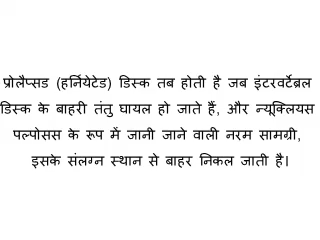 प्रोलैप्सड (हर्नियेटेड) डिस्क तब होती है जब इंटरवर्टेब्रल
डिस्क के बाहरी तंतु घायल हो जाते हैं, और न्यूक्लियस
पल्पोसस के रूप में जानी जाने वाली नरम सामग्री,
इसके संलग्न स्थान से बाहर निकल जाती है।